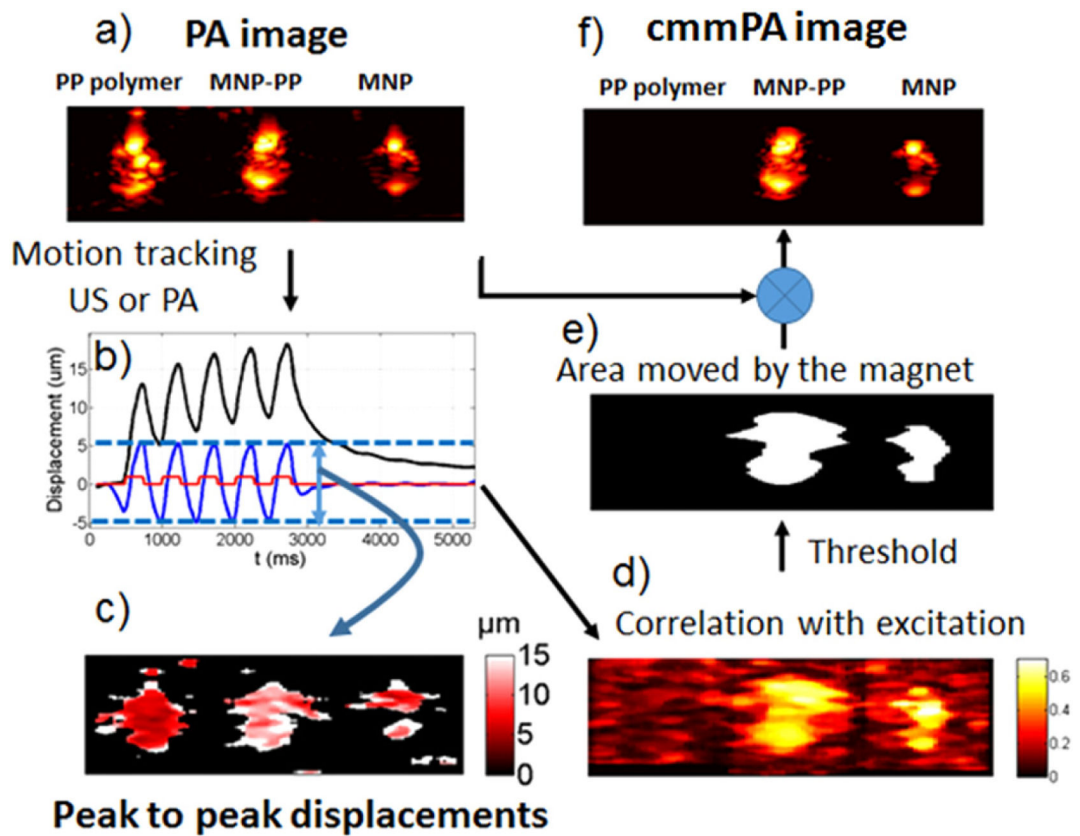 a)
PA image
PP polymer MNP-PP MNP
f)
cmmPA image
PP polymer MNP-PP MNP
Motion tracking
US or PA
b)
Displacement (um)
15
10
5
0
-5
0 1000 2000 3000 4000 5000
t (ms)
e)
Area moved by the magnet
Threshold
d)
Correlation with excitation
0.6
0.4
0.2
0
c)
µm
15
10
5
0
Peak to peak displacements